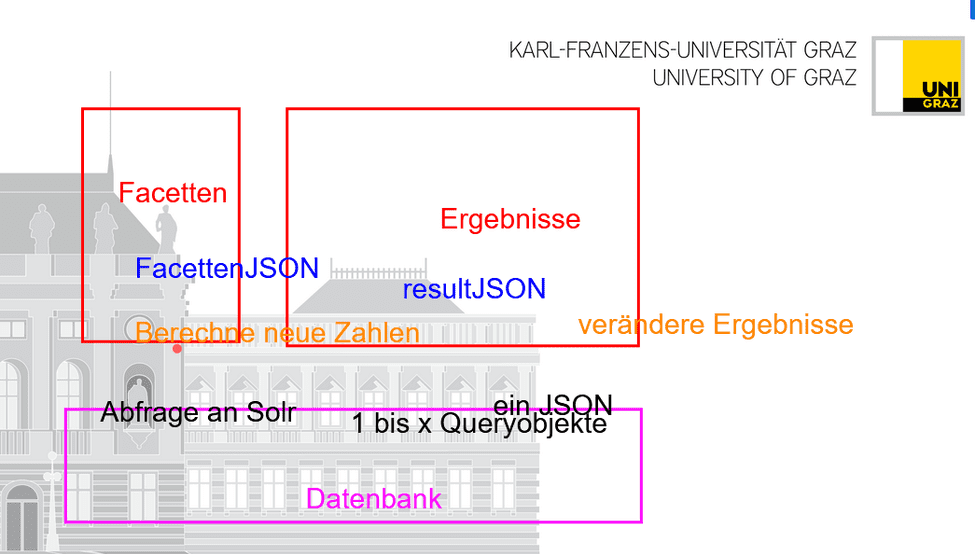 KARL-FRANZENS-UNIVERSITÄT GRAZ
UNIVERSITY OF GRAZ
UNI
GRAZ
Facetten
Ergebnisse
FacettenJSON
resultJSON
Berechne neue Zahlen
verändere Ergebnisse
Abfrage an Solr
ein JSON
1 bis x Queryobjekte
Datenbank